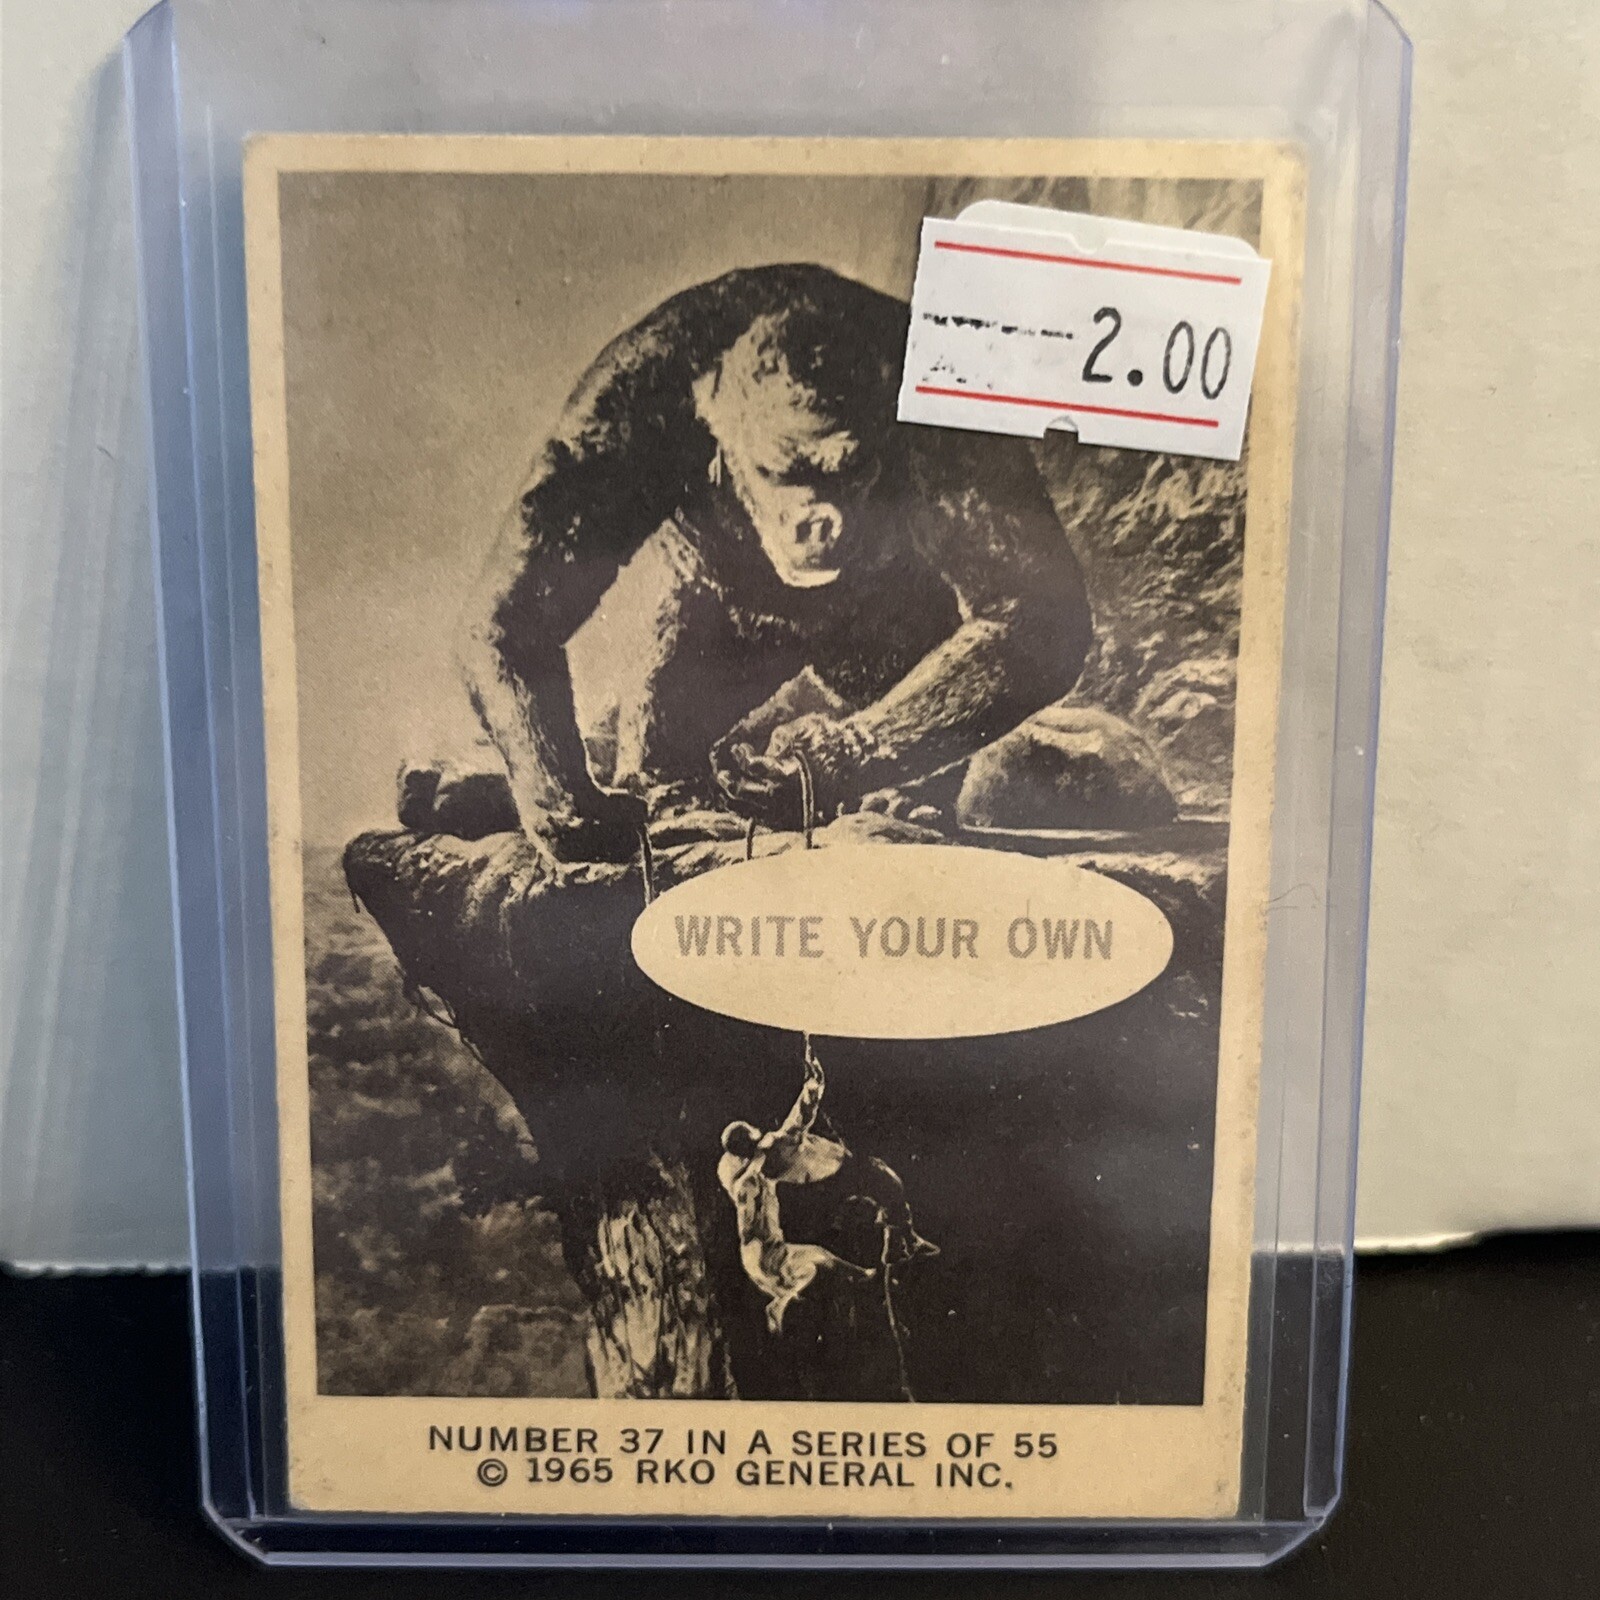 2.00
WRITE YOUR OWN
NUMBER 37 IN A SERIES OF 55
© 1965 RKO GENERAL INC.